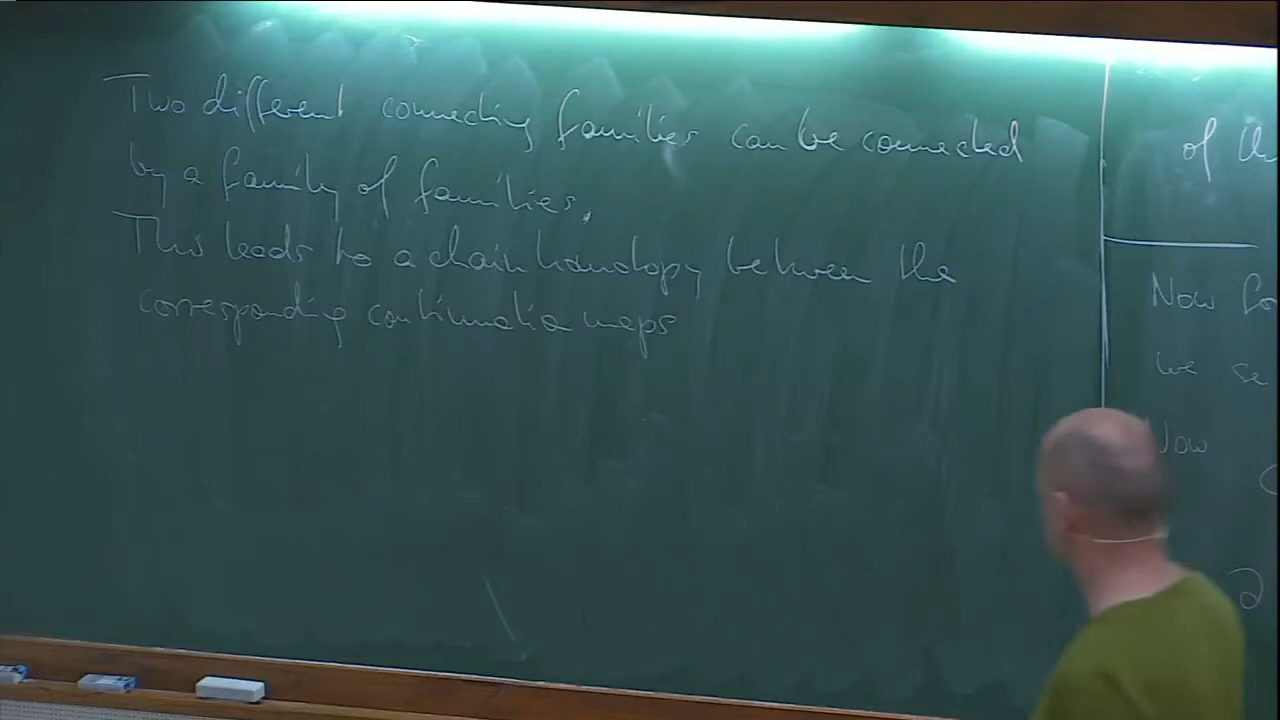 Two different connecting families can be connected
by a family of families.
This leads to a chain homotopy between the
corresponding continuation maps
of the
Now fo
we se
Now
∂